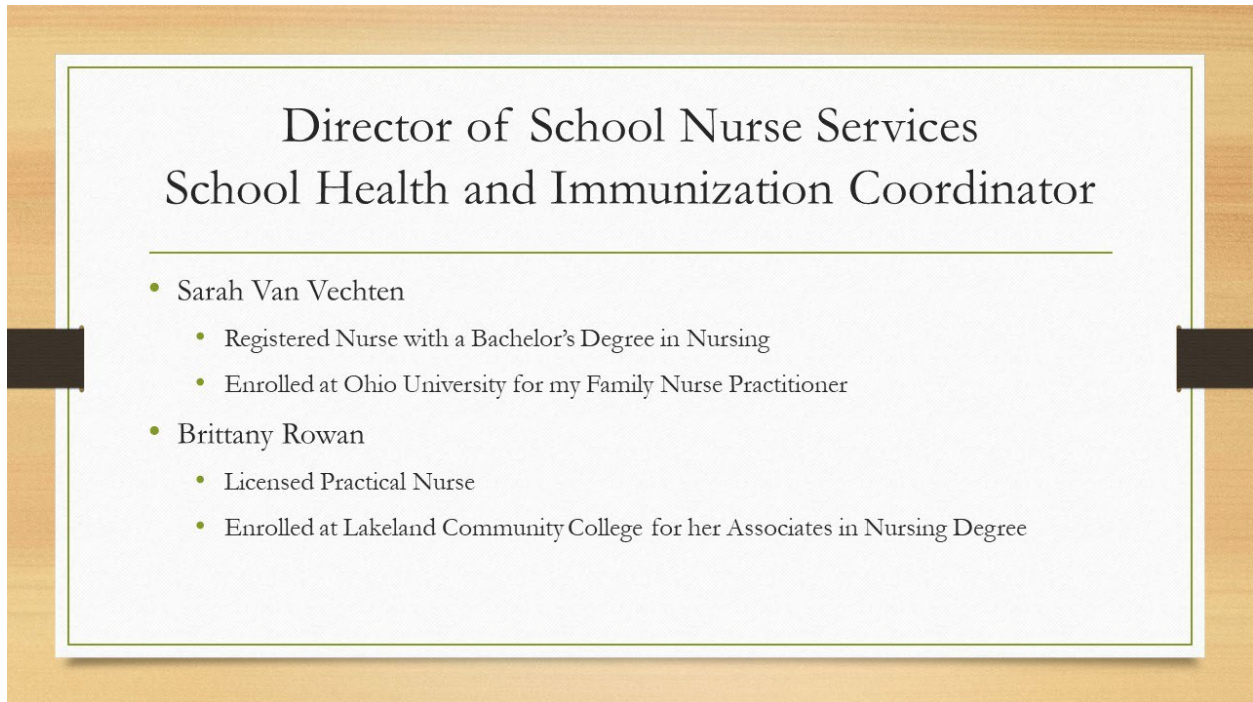 Director of School Nurse Services
School Health and Immunization Coordinator
• Sarah Van Vechten
• Registered Nurse with a Bachelor’s Degree in Nursing
• Enrolled at Ohio University for my Family Nurse Practitioner
• Brittany Rowan
• Licensed Practical Nurse
• Enrolled at Lakeland Community College for her Associates in Nursing Degree